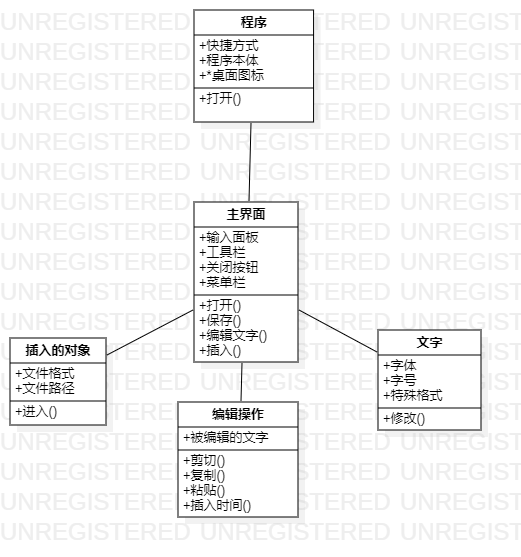 程序
+快捷方式
+程序本体
+*桌面图标
+打开()
主界面
+输入面板
+工具栏
+关闭按钮
+菜单栏
+打开()
+保存()
+编辑文字()
+插入()
插入的对象
+文件格式
+文件路径
+进入()
文字
+字体
+字号
+特殊格式
+修改()
编辑操作
+被编辑的文字
+剪切()
+复制()
+粘贴()
+插入时间()
UNREGISTERED